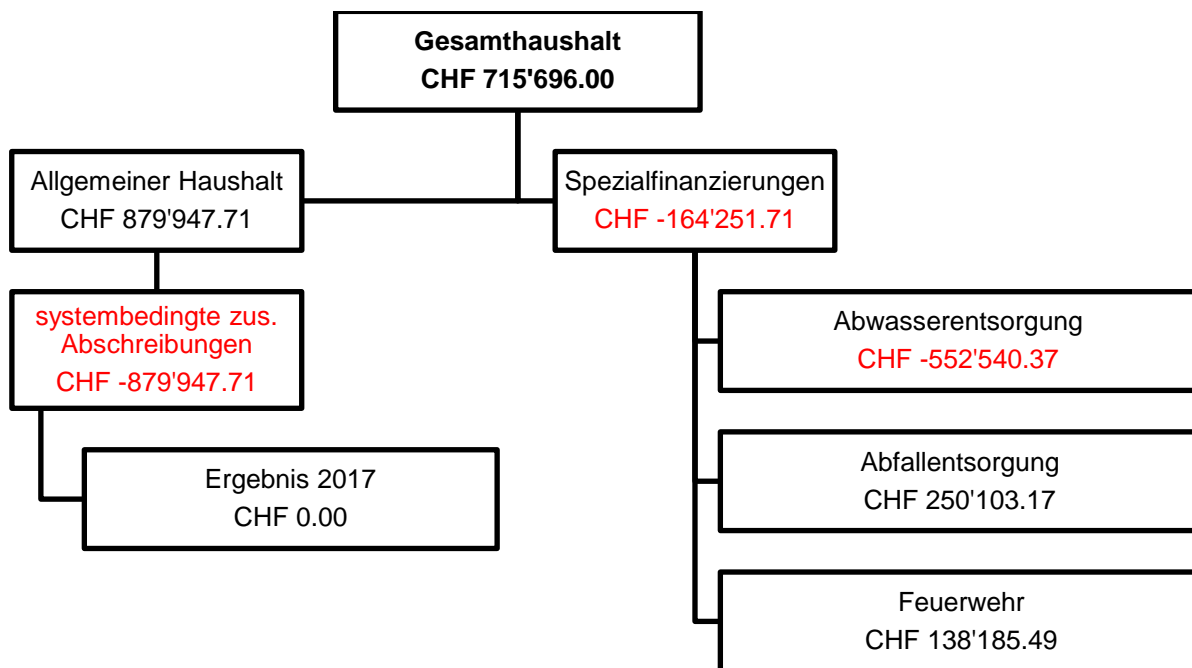 Gesamthaushalt
CHF 715'696.00
Allgemeiner Haushalt
CHF 879'947.71
Spezialfinanzierungen
CHF -164'251.71
systembedingte zus.
Abschreibungen
CHF -879'947.71
Abwasserentsorgung
CHF -552'540.37
Ergebnis 2017
CHF 0.00
Abfallentsorgung
CHF 250'103.17
Feuerwehr
CHF 138'185.49